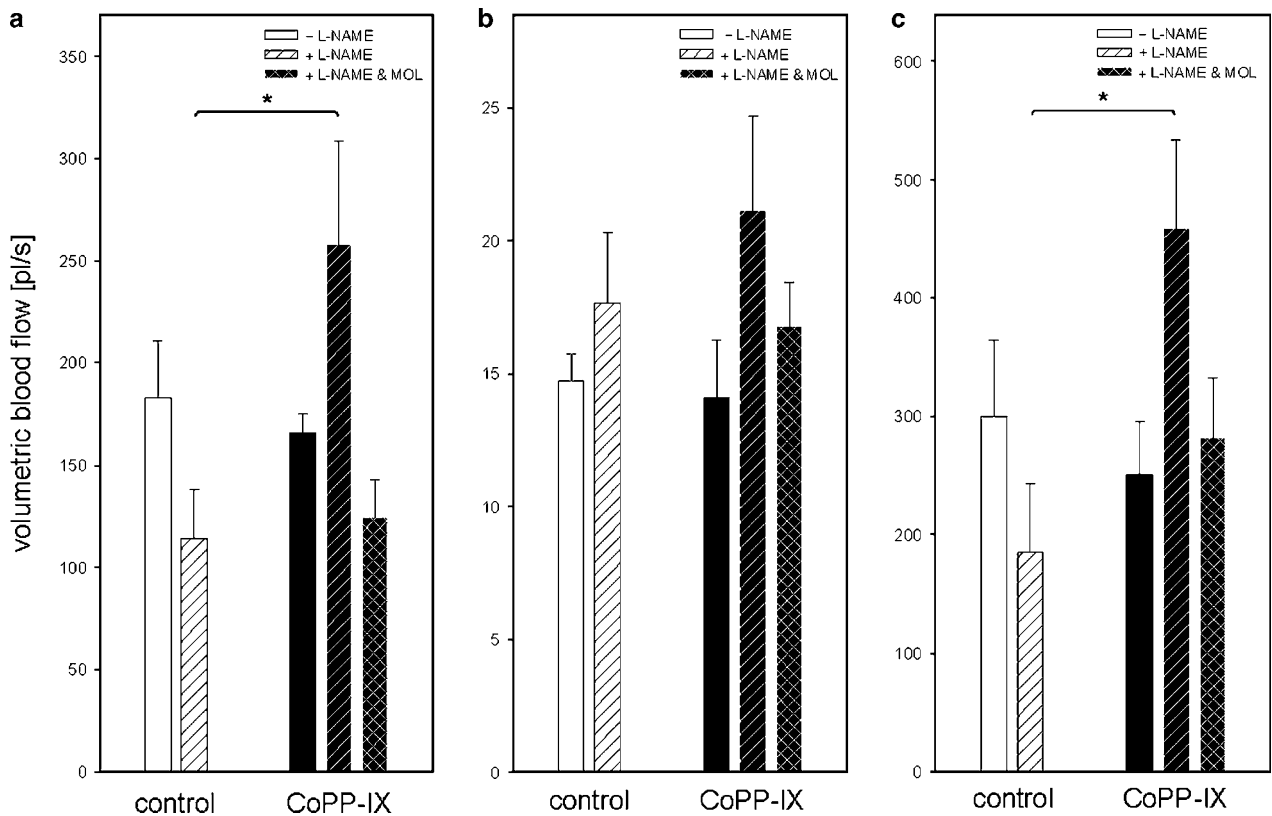 a
– L-NAME
+ L-NAME
+ L-NAME & MOL
*
350
300
250
200
150
100
50
0
volumetric blood flow [pl/s]
control
CoPP-IX
b
– L-NAME
+ L-NAME
+ L-NAME & MOL
25
20
15
10
5
0
control
CoPP-IX
c
– L-NAME
+ L-NAME
+ L-NAME & MOL
*
600
500
400
300
200
100
0
control
CoPP-IX